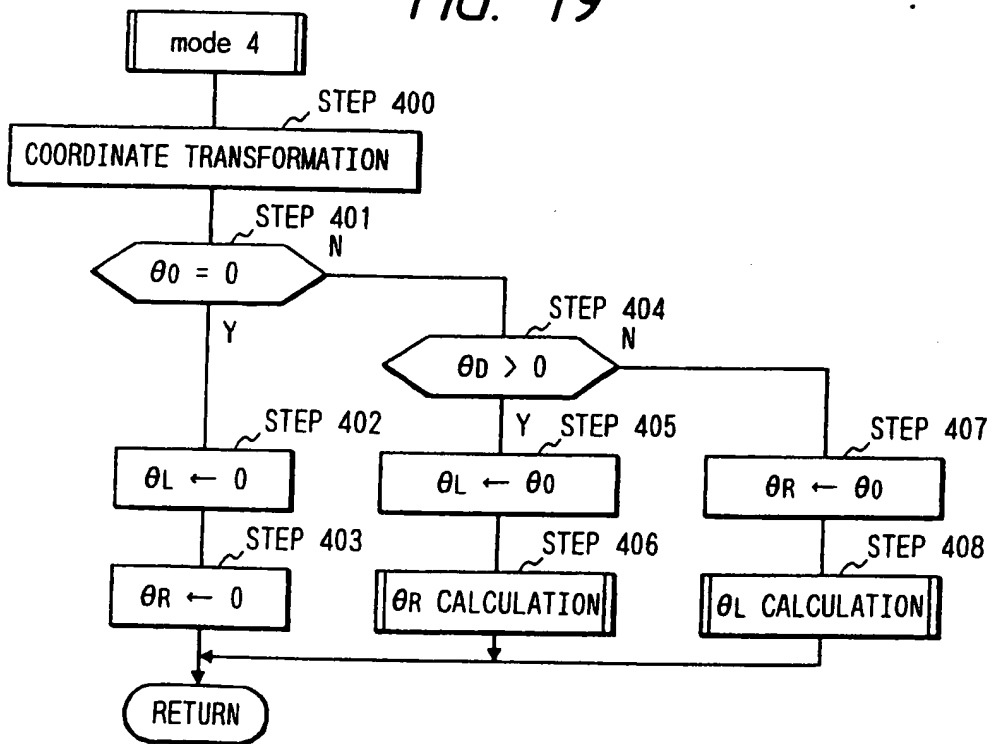 FIG. 19
mode 4
STEP 400
COORDINATE TRANSFORMATION
STEP 401
θ0 = 0
N
Y
STEP 404
θD > 0
N
Y
STEP 402
θL ← 0
STEP 405
θL ← θ0
STEP 407
θR ← θ0
STEP 403
θR ← 0
STEP 406
θR CALCULATION
STEP 408
θL CALCULATION
RETURN